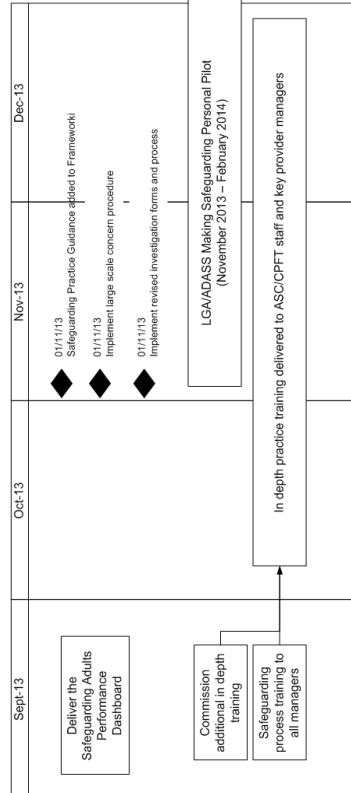 Sept-13
Oct-13
Nov-13
Dec-13
Deliver the
Safeguarding Adults
Performance
Dashboard
01/11/13
Safeguarding Practice Guidance added to Frameworki
01/11/13
Implement large scale concern procedure
01/11/13
Implement revised investigation forms and process
LGA/ADASS Making Safeguarding Personal Pilot
(November 2013 – February 2014)
Commission
additional in depth
training
Safeguarding
process training to
all managers
In depth practice training delivered to ASC/CPFT staff and key provider managers